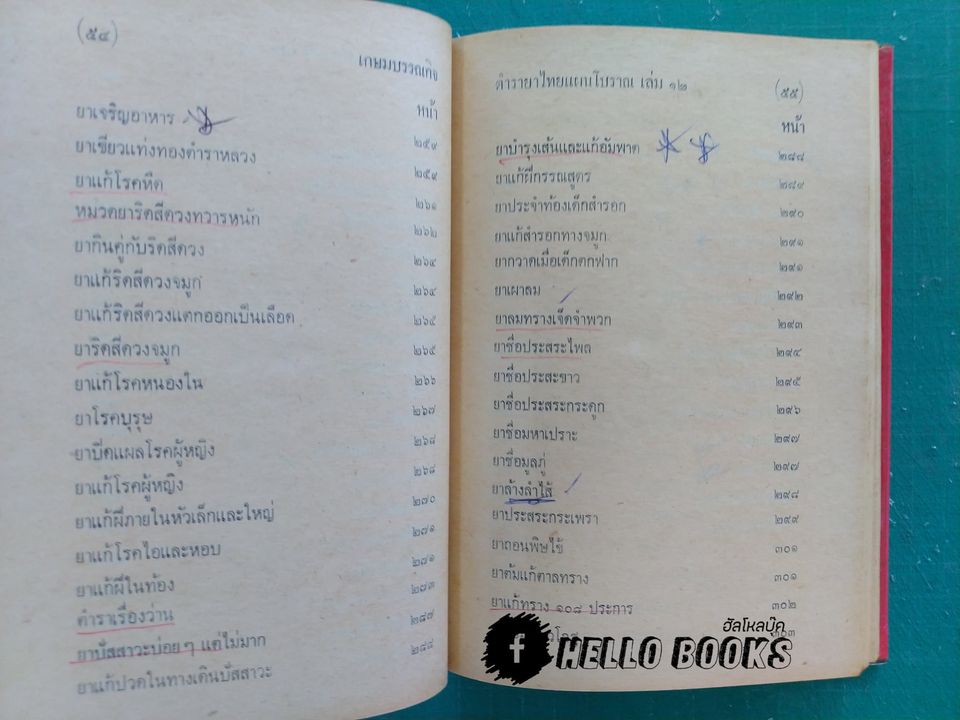 (๕๔)
เกษมบรรณกิจ
หน้า
ยาเจริญอาหาร ๒๕๙
ยาเขียวแท่งทองตำราหลวง ๒๕๙
ยาแก้โรคหืด ๒๖๑
หมวดยาริดสีดวงทวารหนัก ๒๖๒
ยากินคู่กับริดสีดวง ๒๖๔
ยาแก้ริดสีดวงจมูก ๒๖๔
ยาแก้ริดสีดวงแตกออกเป็นเลือด ๒๖๕
ยาริดสีดวงจมูก ๒๖๕
ยาแก้โรคหนองใน ๒๖๖
ยาโรคบุรุษ ๒๖๗
ยาปิดแผลโรคผู้หญิง ๒๖๘
ยาแก้โรคผู้หญิง ๒๖๘
ยาแก้ฝีภายในหัวเล็กและใหญ่ ๒๗๐
ยาแก้โรคไอและหอบ ๒๗๑
ยาแก้ฝีในท้อง ๒๗๑
ตำราเรื่องว่าน ๒๗๓
ยาปัสสาวะบ่อยๆ แต่ไม่มาก ๒๘๗
ยาแก้ปวดในทางเดินปัสสาวะ ๒๘๘
ตำรายาไทยแผนโบราณ เล่ม ๑๒ (๕๕)
หน้า
ยาบำรุงเส้นและแก้อัมพาต ๒๘๘
ยาแก้ฝีกรรณสูตร ๒๘๙
ยาประจำท้องเด็กสำรอก ๒๙๐
ยาแก้สำรอกทางจมูก ๒๙๑
ยากวาดเมื่อเด็กตกฟาก ๒๙๑
ยาเผาลม ๒๙๒
ยาลมทรางเจ็ดจำพวก ๒๙๓
ยาชื่อประสระไพล ๒๙๔
ยาชื่อประสะขาว ๒๙๕
ยาชื่อประสระกระดูก ๒๙๖
ยาชื่อมหาเปราะ ๒๙๗
ยาชื่อมูลภู่ ๒๙๗
ยาล้างลำไส้ ๒๙๘
ยาประสระกระเพรา ๒๙๙
ยาถอนพิษไข้ ๓๐๑
ยาต้มแก้ตาลทราง ๓๐๑
ยาแก้ทราง ๑๐๘ ประการ ๓๐๒
๓๐๓
ฮัลโหลบุ๊ค
f HELLO BOOKS